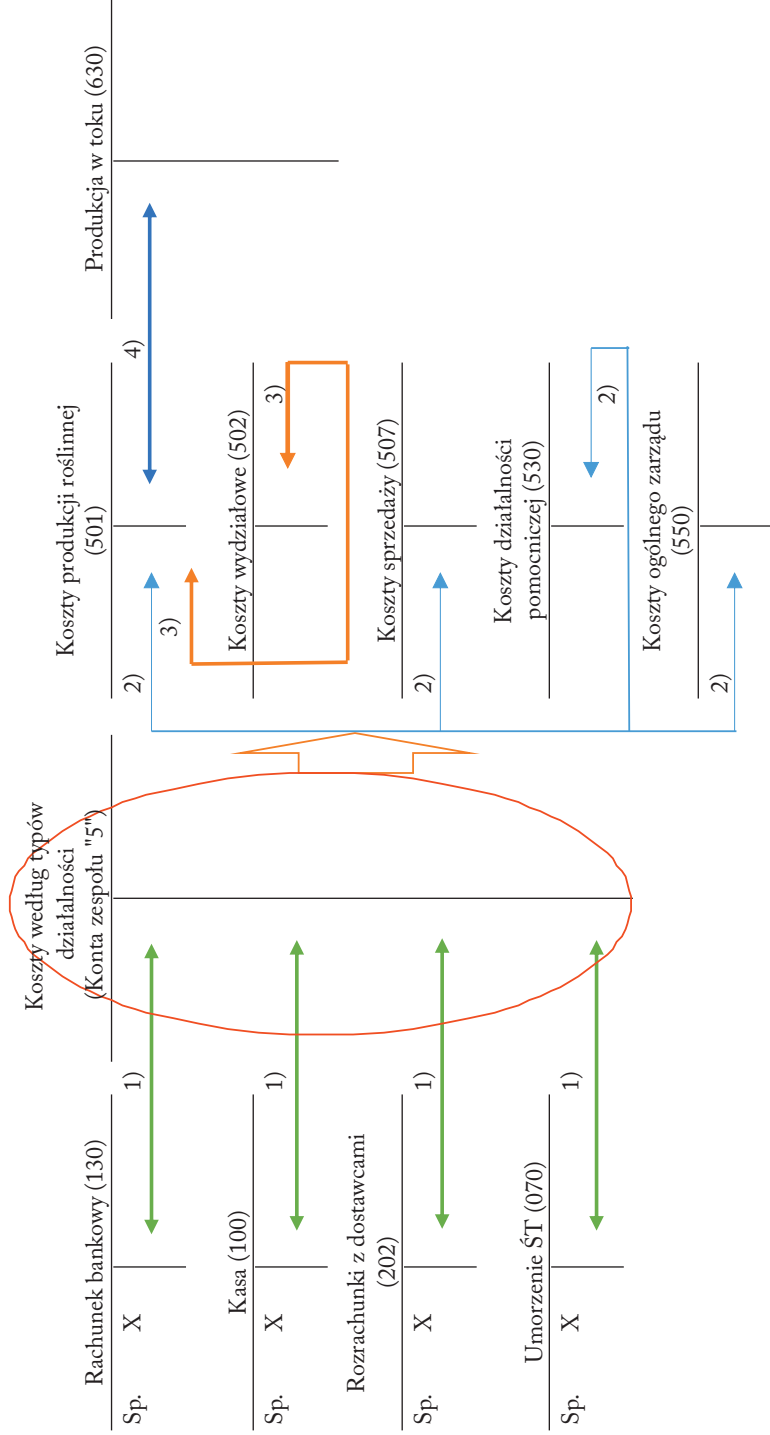 Rachunek bankowy (130)
Sp.
X
1)
Kasa (100)
Sp.
X
1)
Rozrachunki z dostawcami
(202)
Sp.
X
1)
Umorzenie ŚT (070)
Sp.
X
1)
Koszty według typów
działalności
(Konta zespołu "5")
Koszty produkcji roślinnej
(501)
2)
3)
4)
Koszty wydziałowe (502)
3)
Koszty sprzedaży (507)
2)
Koszty działalności
pomocniczej (530)
2)
Koszty ogólnego zarządu
(550)
2)
Produkcja w toku (630)